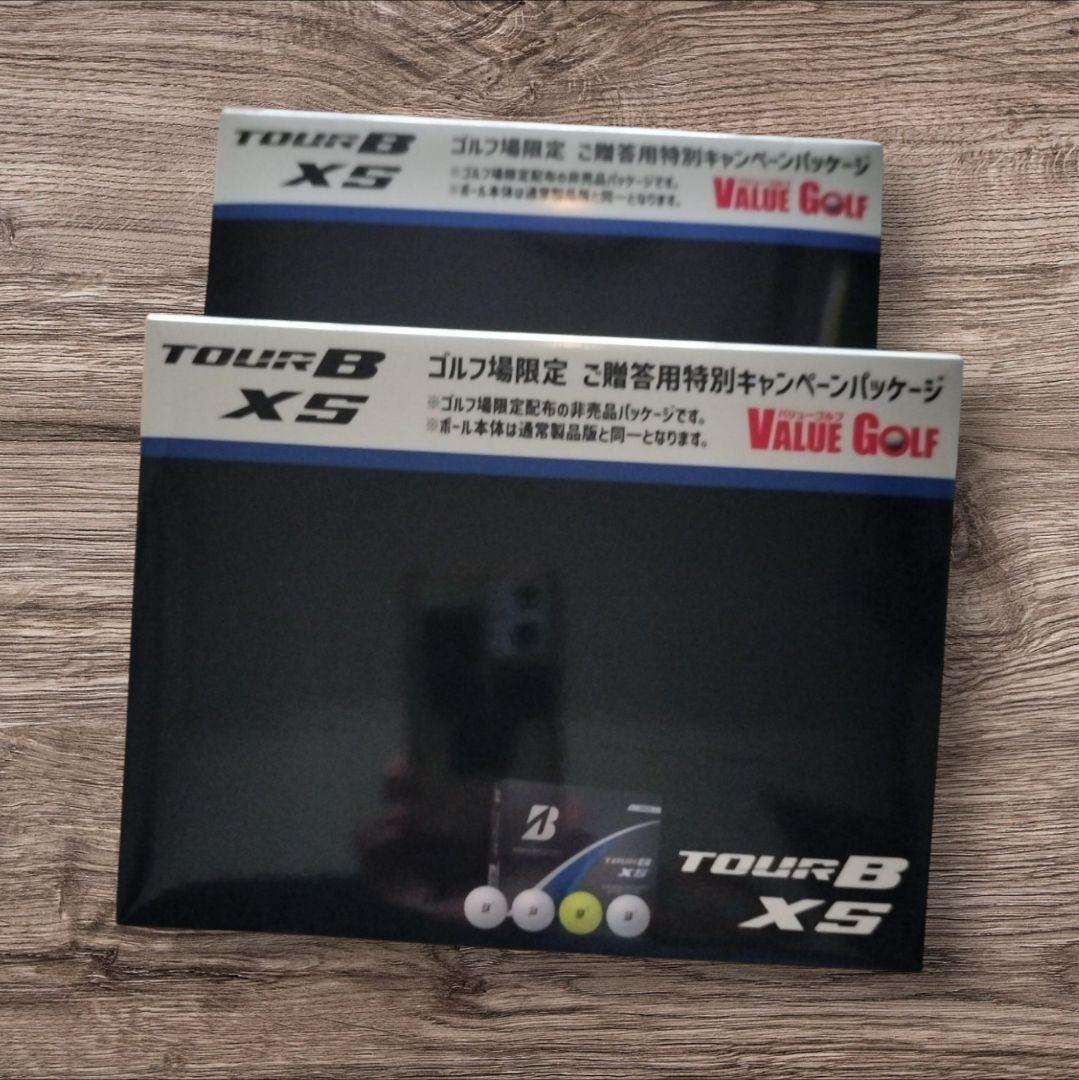 TOUR B
XS
ゴルフ場限定 ご贈答用特別キャンペーンパッケージ
※ゴルフ場限定配布の非売品パッケージです。
※ボール本体は通常製品版と同一となります。
VALUE GOLF
TOUR B
XS
ゴルフ場限定 ご贈答用特別キャンペーンパッケージ
※ゴルフ場限定配布の非売品パッケージです。
※ボール本体は通常製品版と同一となります。
バリューゴルフ
VALUE GOLF
B
TOUR B
XS
TOUR B
XS